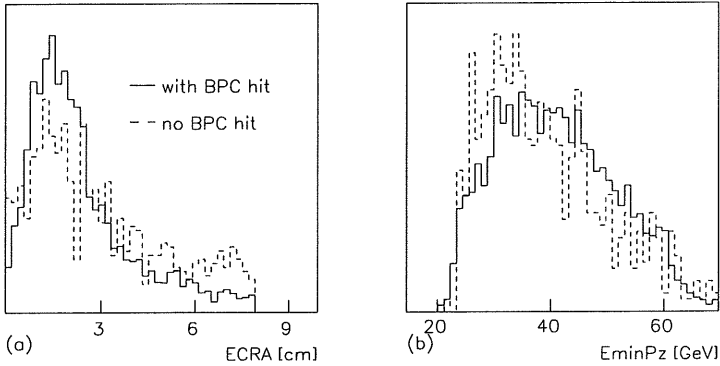 with BPC hit
no BPC hit
3 6 9
(a) ECRA [cm]
20 40 60
(b) EminPz [GeV]